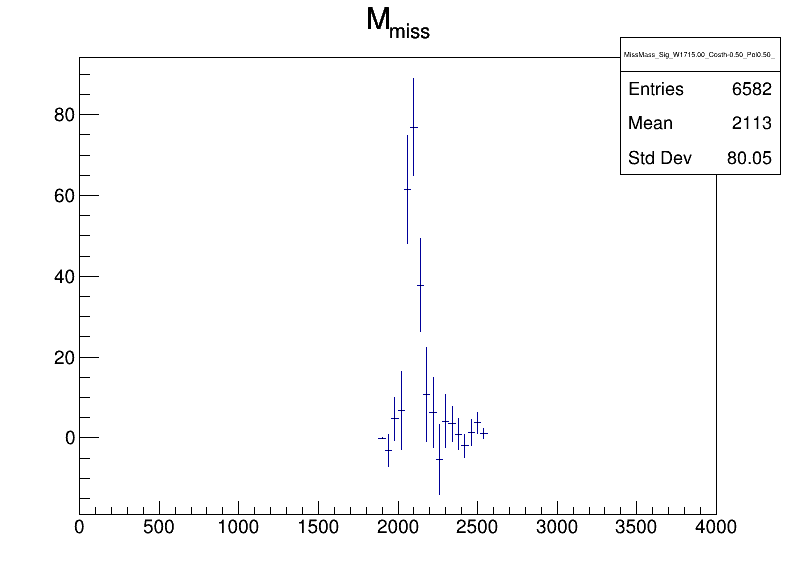 M_miss
MissMass_Sig_W1715.00_Costh-0.50_Pol0.50_
Entries 6582
Mean 2113
Std Dev 80.05
80
60
40
20
0
0 500 1000 1500 2000 2500 3000 3500 4000